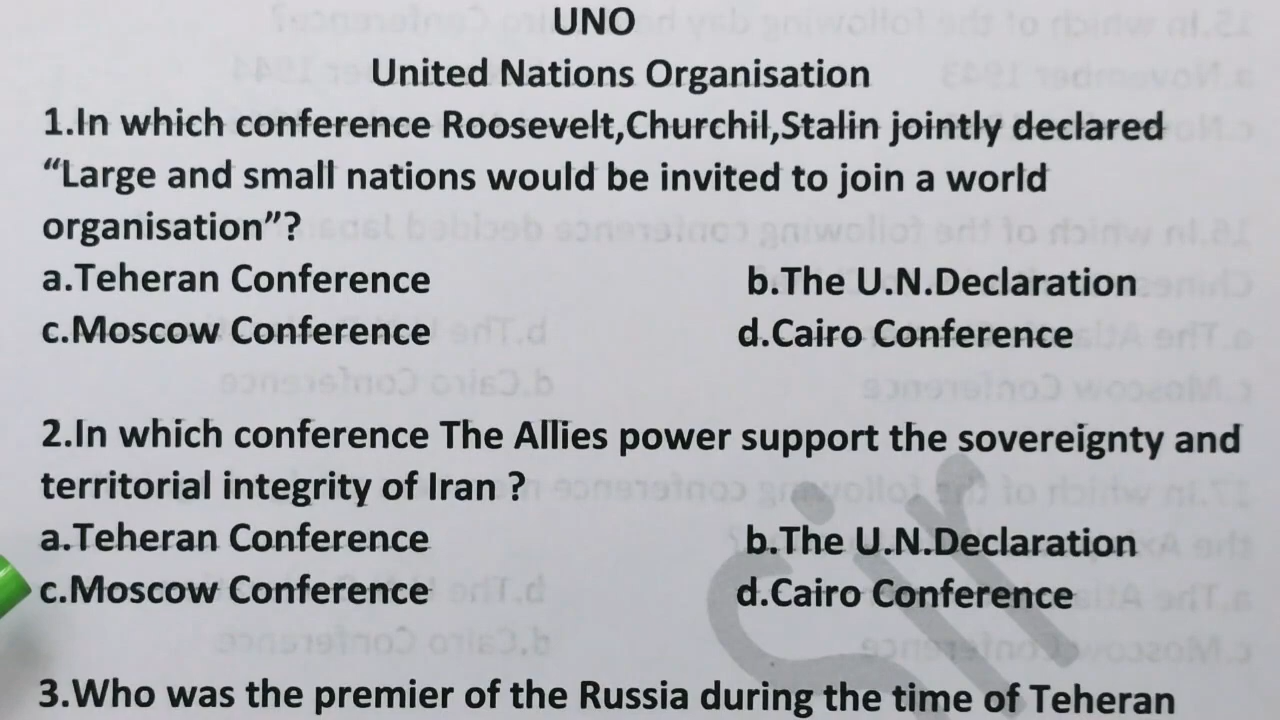 UNO
United Nations Organisation
1.In which conference Roosevelt,Churchil,Stalin jointly declared
“Large and small nations would be invited to join a world
organisation”?
a.Teheran Conference b.The U.N.Declaration
c.Moscow Conference d.Cairo Conference
2.In which conference The Allies power support the sovereignty and
territorial integrity of Iran ?
a.Teheran Conference b.The U.N.Declaration
c.Moscow Conference d.Cairo Conference
Sir
3.Who was the premier of the Russia during the time of Teheran